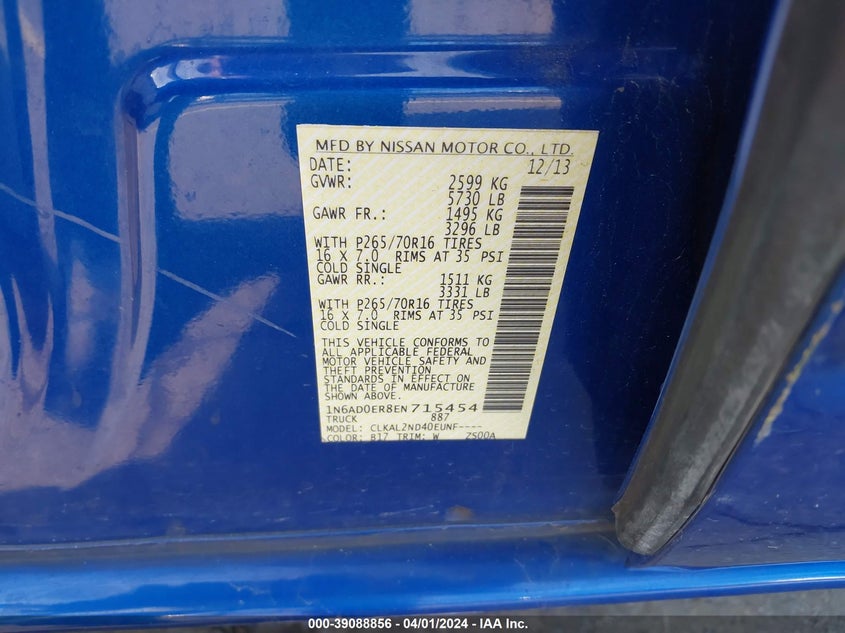 MFD BY NISSAN MOTOR CO., LTD.
DATE: 12/13
GVWR: 2599 KG
5730 LB
GAWR FR.: 1495 KG
3296 LB
WITH P265/70R16 TIRES
16 X 7.0 RIMS AT 35 PSI
COLD SINGLE
GAWR RR.: 1511 KG
3331 LB
WITH P265/70R16 TIRES
16 X 7.0 RIMS AT 35 PSI
COLD SINGLE
THIS VEHICLE CONFORMS TO
ALL APPLICABLE FEDERAL
MOTOR VEHICLE SAFETY AND
THEFT PREVENTION
STANDARDS IN EFFECT ON
THE DATE OF MANUFACTURE
SHOWN ABOVE.
1N6AD0ER8EN715454
TRUCK 887
MODEL: CLKAL2ND40EUNF----
COLOR: B17 TRIM: W ZS00A
000-39088856 / 04/01/2024 - IAA Inc.